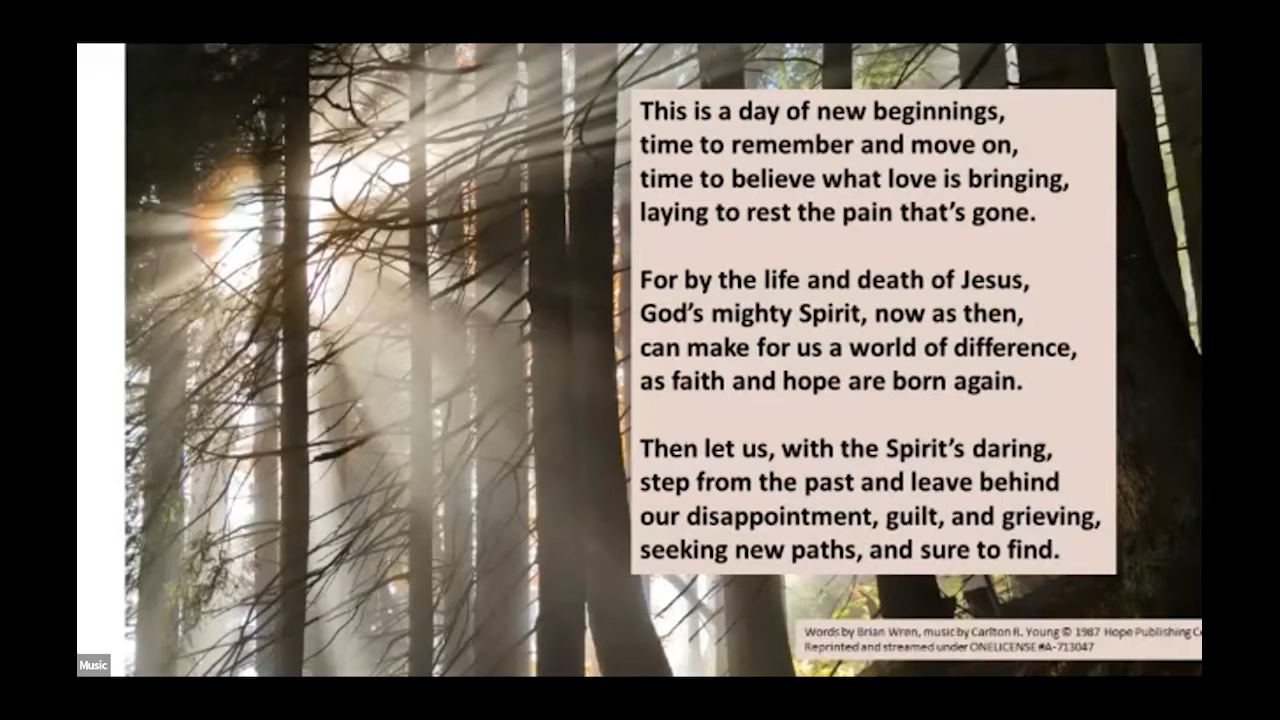 This is a day of new beginnings,
time to remember and move on,
time to believe what love is bringing,
laying to rest the pain that's gone.
For by the life and death of Jesus,
God's mighty Spirit, now as then,
can make for us a world of difference,
as faith and hope are born again.
Then let us, with the Spirit's daring,
step from the past and leave behind
our disappointment, guilt, and grieving,
seeking new paths, and sure to find.
Words by Brian Wren, music by Carlton R. Young © 1987 Hope Publishing
Reprinted and streamed under ONELICENSE #A-713047
Music